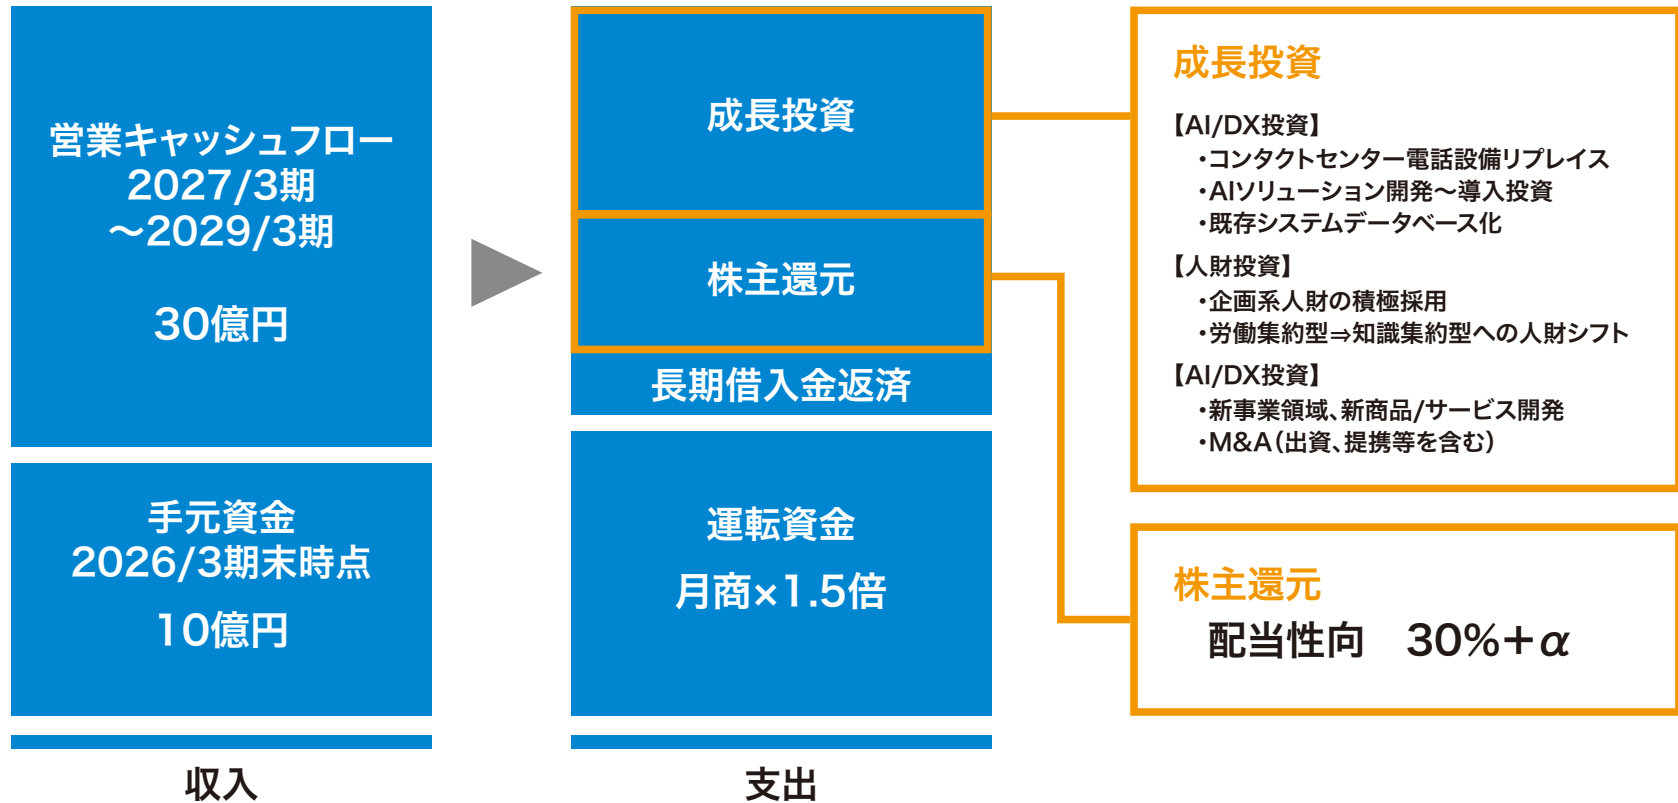 営業キャッシュフロー
2027/3期
～2029/3期
30億円
手元資金
2026/3期末時点
10億円
収入
成長投資
株主還元
長期借入金返済
運転資金
月商×1.5倍
支出
成長投資
【AI/DX投資】
・コンタクトセンター電話設備リプレイス
・AIソリューション開発～導入投資
・既存システムデータベース化
【人財投資】
・企画系人財の積極採用
・労働集約型⇒知識集約型への人財シフト
【AI/DX投資】
・新事業領域、新商品/サービス開発
・M&A（出資、提携等を含む）
株主還元
配当性向　30%＋α